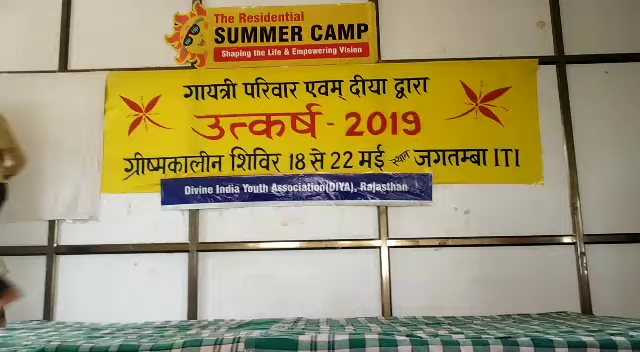 The Residential
SUMMER CAMP
Shaping the Life & Empowering Vision
गायत्री परिवार एवम् दीया द्वारा
उत्कर्ष - 2019
ग्रीष्मकालीन शिविर 18 से 22 मई स्थान जगतम्बा ITI
Divine India Youth Association(DIYA), Rajasthan